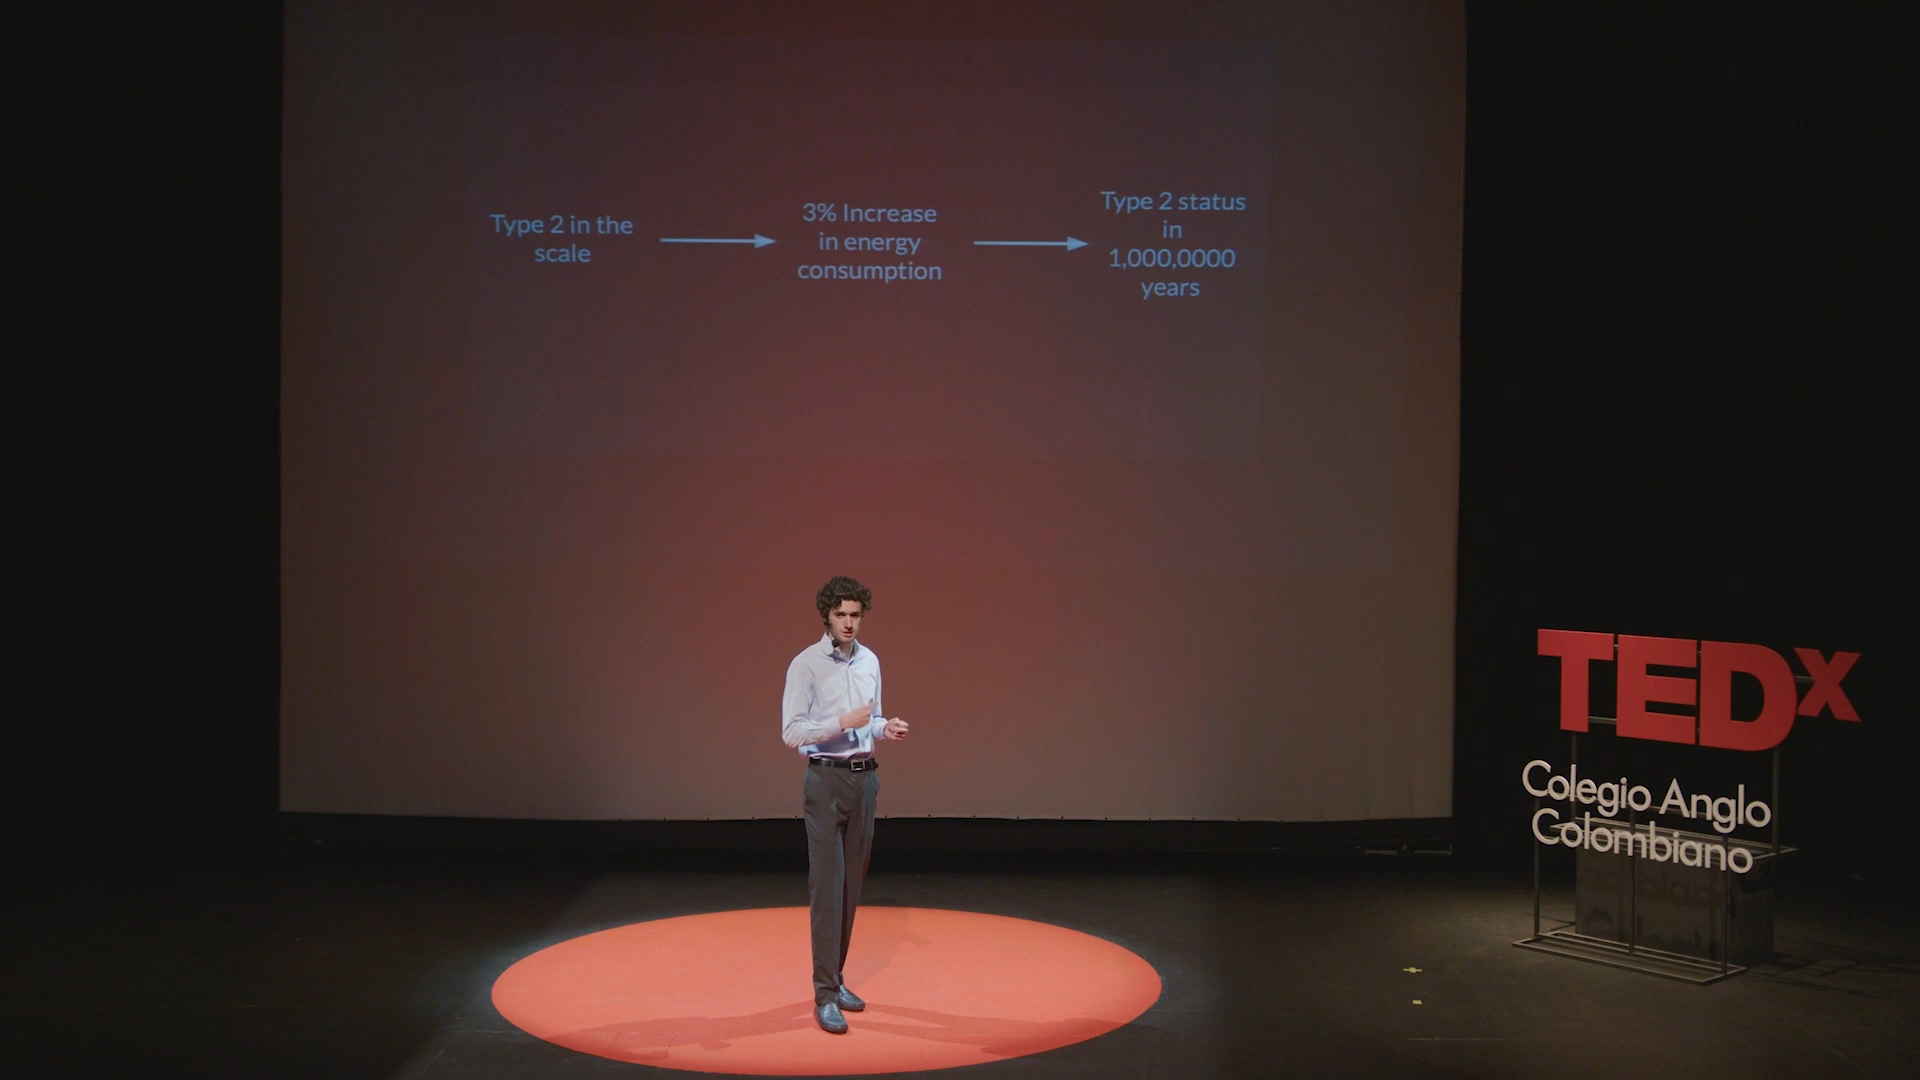 Type 2 in the
scale
3% Increase
in energy
consumption
Type 2 status
in
1,000,0000
years
TEDx
Colegio Anglo
Colombiano